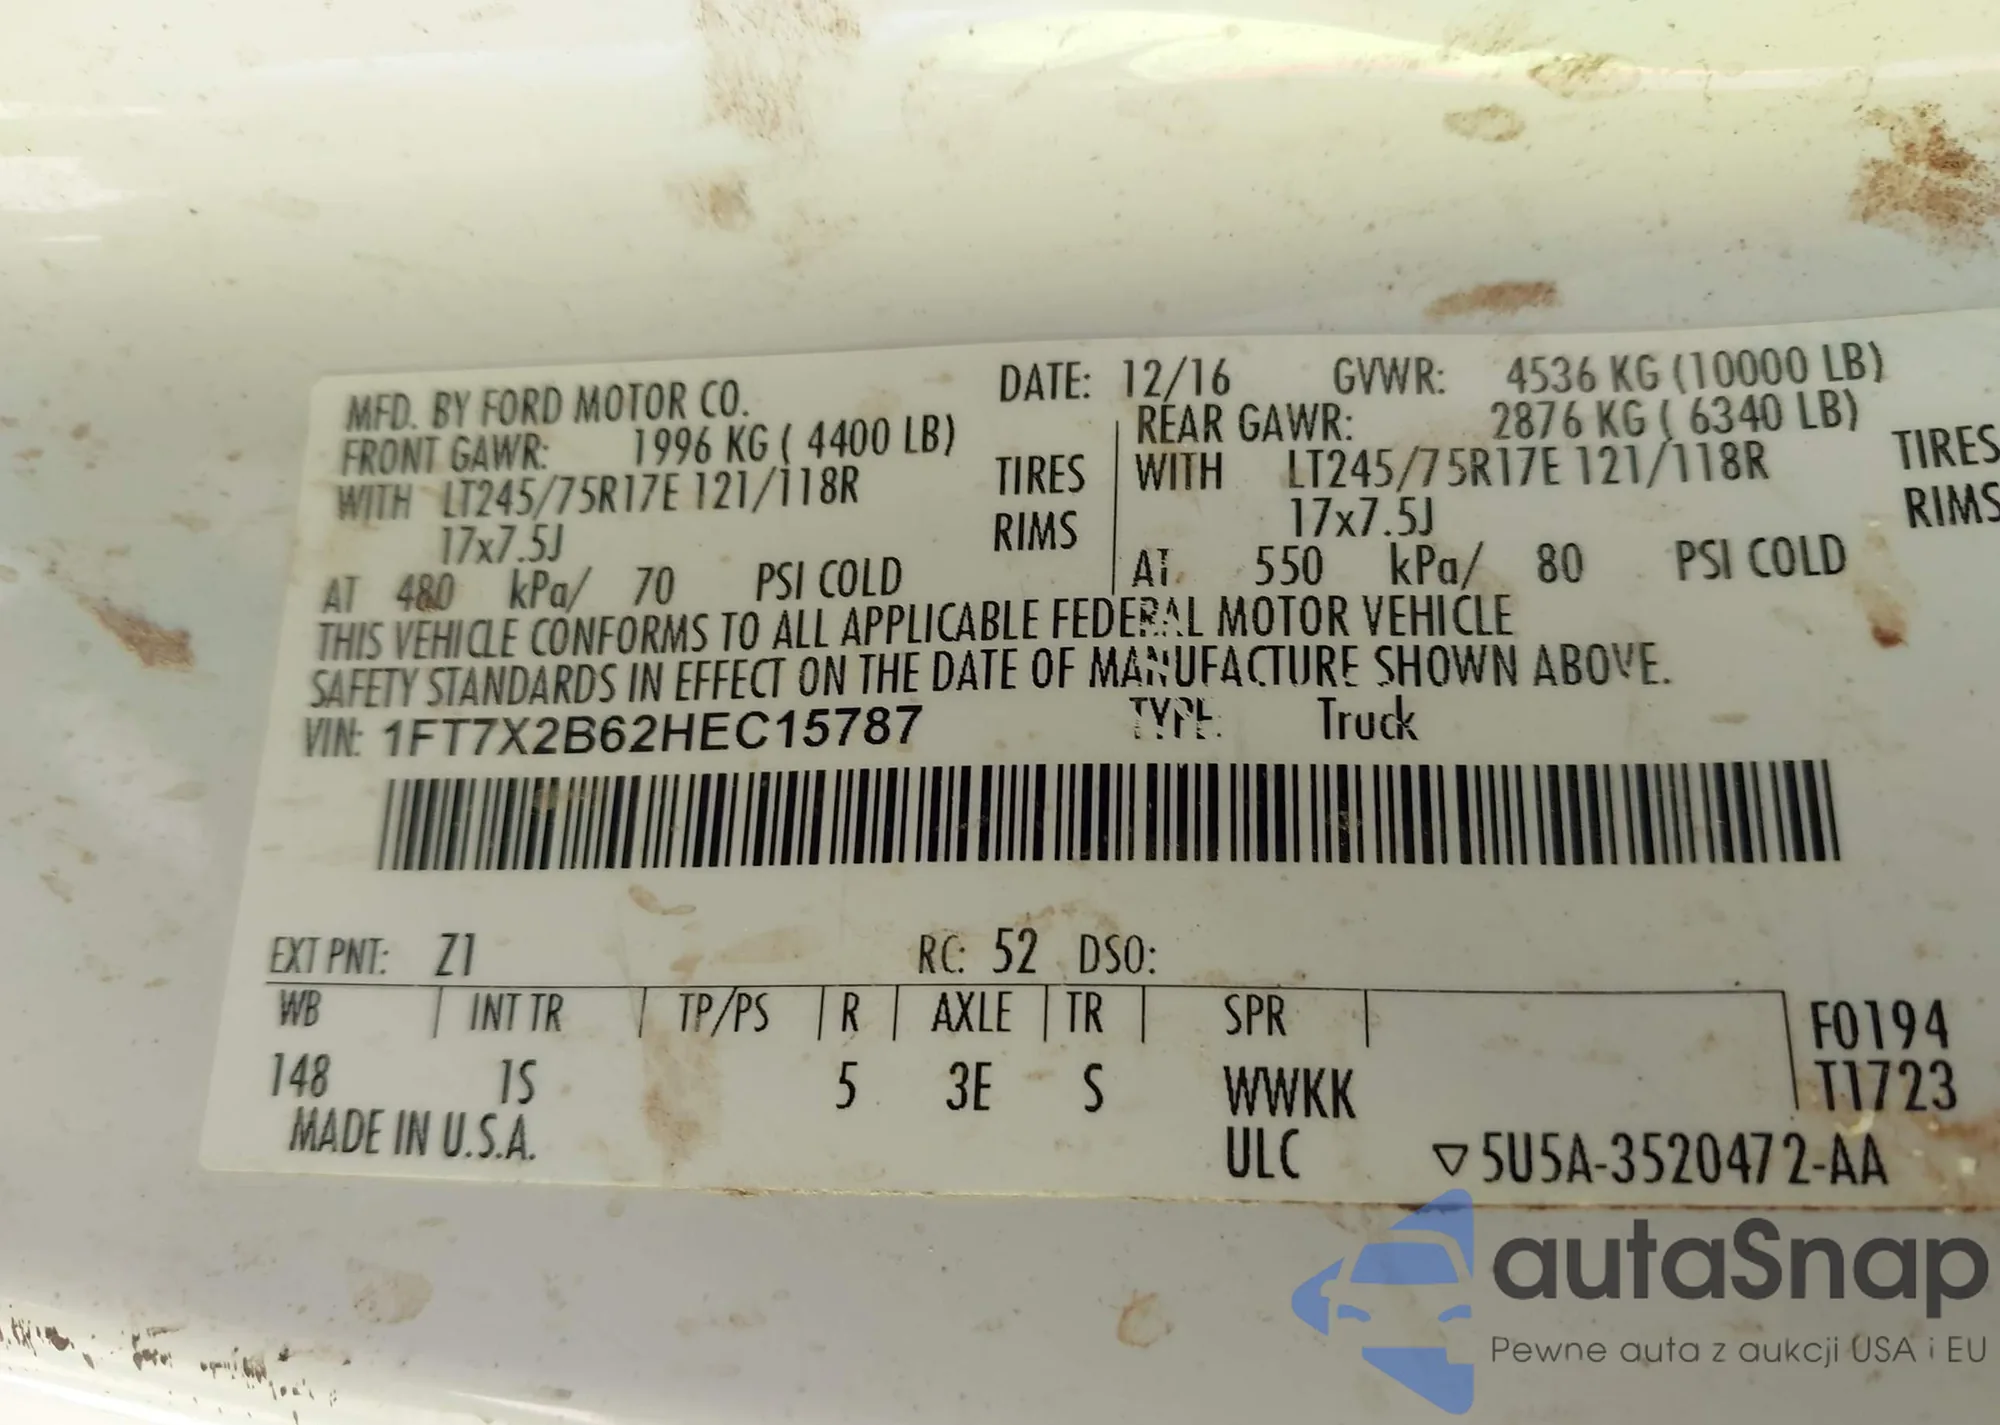 MFD. BY FORD MOTOR CO. DATE: 12/16 GVWR: 4536 KG (10000 LB)
FRONT GAWR: 1996 KG ( 4400 LB) REAR GAWR: 2876 KG ( 6340 LB)
WITH LT245/75R17E 121/118R TIRES WITH LT245/75R17E 121/118R TIRES
17x7.5J RIMS 17x7.5J RIMS
AT 480 kPa/ 70 PSI COLD AT 550 kPa/ 80 PSI COLD
THIS VEHICLE CONFORMS TO ALL APPLICABLE FEDERAL MOTOR VEHICLE
SAFETY STANDARDS IN EFFECT ON THE DATE OF MANUFACTURE SHOWN ABOVE.
VIN: 1FT7X2B62HEC15787 TYPE: Truck
EXT PNT: Z1 RC: 52 DSO:
WB INT TR TP/PS R AXLE TR SPR F0194
148 1S 5 3E S WWKK T1723
MADE IN U.S.A. ULC ▽5U5A-3520472-AA
autaSnap
Pewne auta z aukcji USA i EU